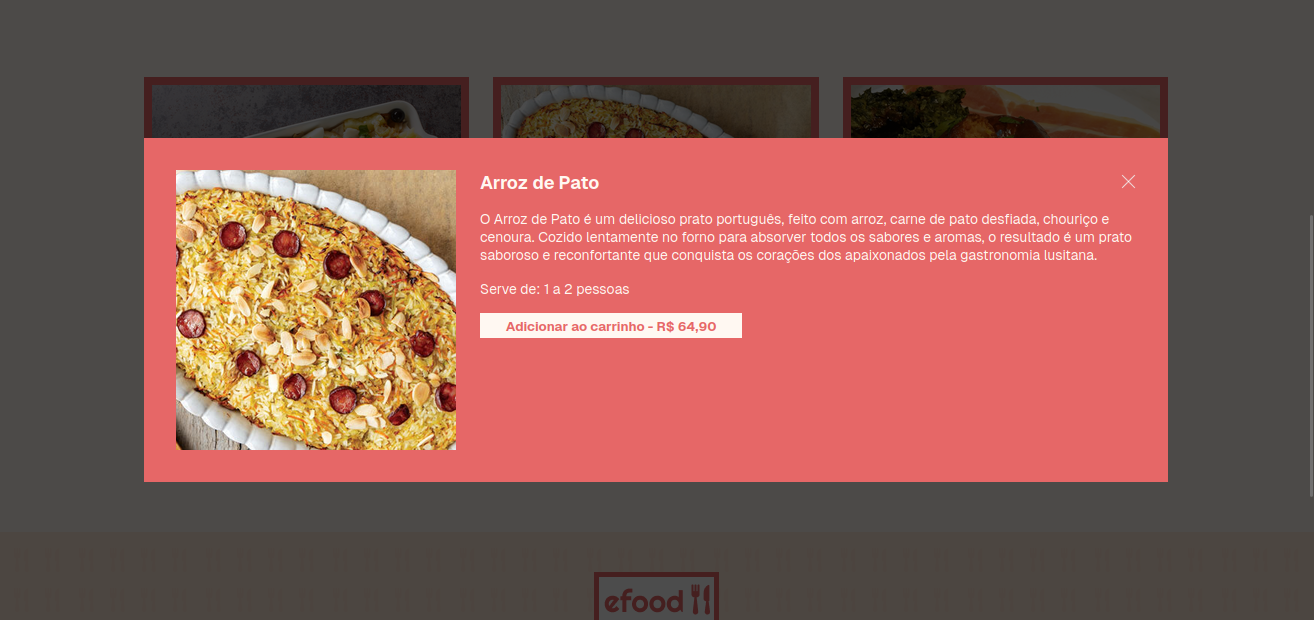 Arroz de Pato
O Arroz de Pato é um delicioso prato português, feito com arroz, carne de pato desfiada, chouriço e
cenoura. Cozido lentamente no forno para absorver todos os sabores e aromas, o resultado é um prato
saboroso e reconfortante que conquista os corações dos apaixonados pela gastronomia lusitana.
Serve de: 1 a 2 pessoas
Adicionar ao carrinho - R$ 64,90
efood